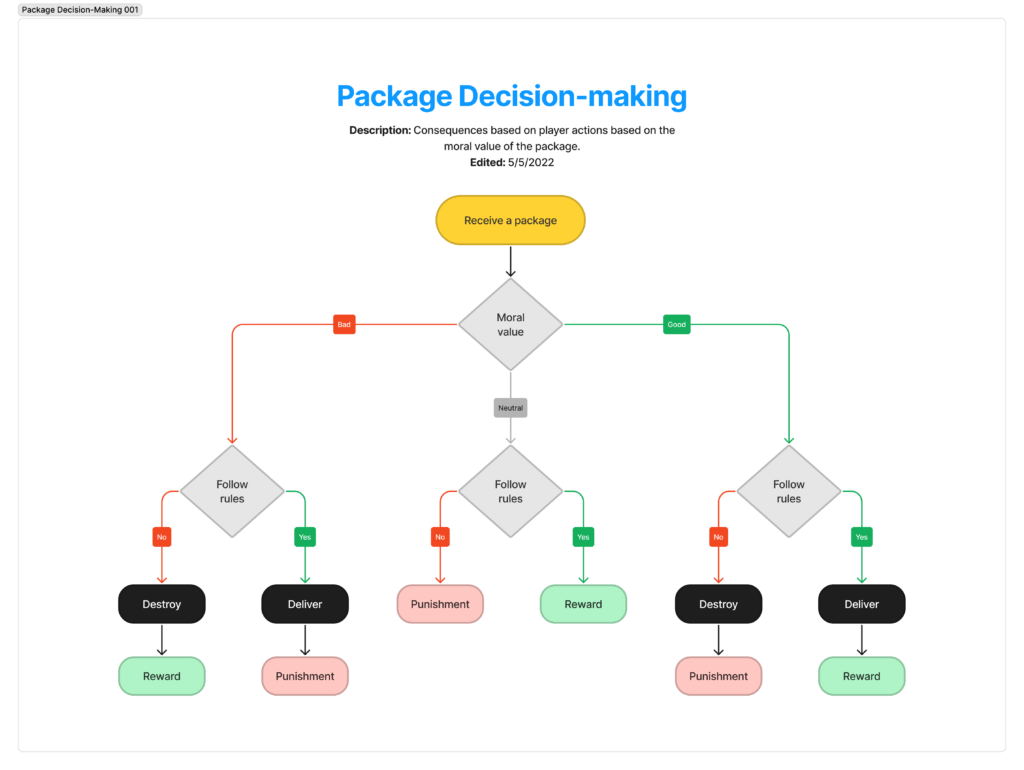 Package Decision-Making 001
Package Decision-making
Description: Consequences based on player actions based on the
moral value of the package.
Edited: 5/5/2022
Receive a package
Moral
value
Bad
Good
Neutral
Follow
rules
Follow
rules
Follow
rules
No
Yes
No
Yes
No
Yes
Destroy
Deliver
Punishment
Reward
Destroy
Deliver
Reward
Punishment
Punishment
Reward